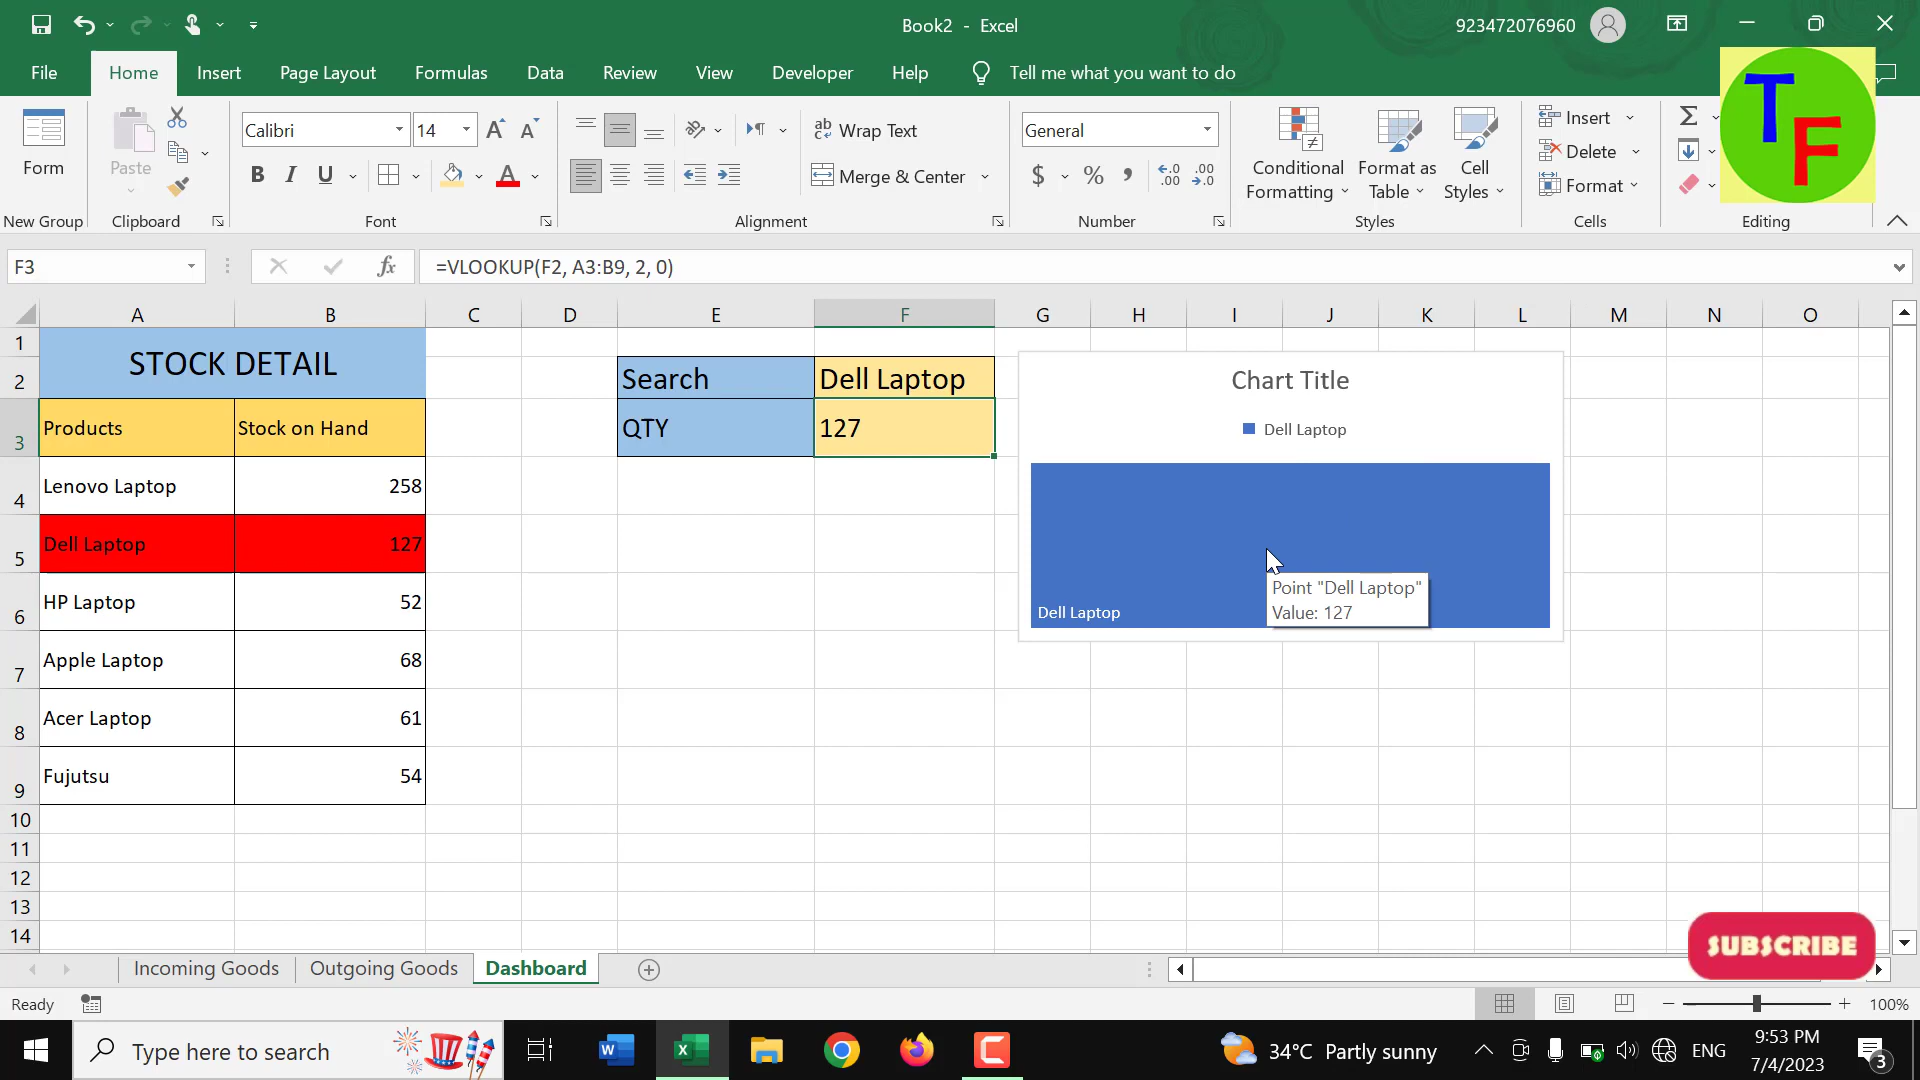 Book2 - Excel
923472076960
File Home Insert Page Layout Formulas Data Review View Developer Help Tell me what you want to do
TF
Form
New Group
Paste
Clipboard
Calibri 14
B I U A
Font
Wrap Text
Merge & Center
Alignment
General
$ % , .00
Number
Conditional Formatting
Format as Table
Cell Styles
Styles
Insert
Delete
Format
Cells
Editing
F3 fx =VLOOKUP(F2, A3:B9, 2, 0)
A B C D E F G H I J K L M N O
1
STOCK DETAIL
2 Search Dell Laptop
3 Products Stock on Hand QTY 127
4 Lenovo Laptop 258
5 Dell Laptop 127
6 HP Laptop 52
7 Apple Laptop 68
8 Acer Laptop 61
9 Fujutsu 54
10
11
12
13
14
Chart Title
Dell Laptop
Dell Laptop
Point "Dell Laptop"
Value: 127
SUBSCRIBE
Incoming Goods Outgoing Goods Dashboard
Ready
100%
Type here to search
34°C Partly sunny
ENG
9:53 PM
7/4/2023
3